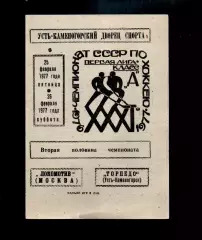 УСТЬ-КАМЕНОГОРСКИЙ ДВОРЕЦ СПОРТА
25
февраля
1977 года
пятница
26
февраля
1977 года
суббота
ЧЕМПИОНАТ СССР ПО ХОККЕЮ
ПЕРВАЯ ЛИГА
КЛАСС
"А"
XXXI
1976
1977
Вторая половина чемпионата
"ЛОКОМОТИВ"
(МОСКВА)
"ТОРПЕДО"
(Усть-Каменогорск)